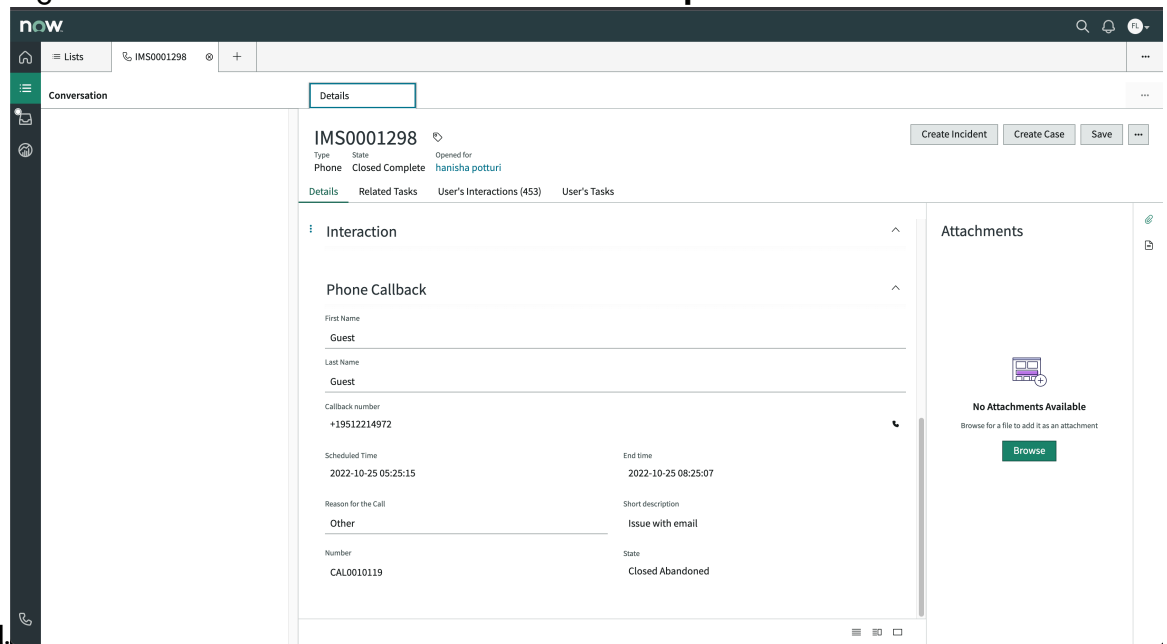 now.
FL
Lists
IMS0001298
Conversation
Details
IMS0001298
Create Incident
Create Case
Save
Type
State
Opened for
Phone
Closed Complete
hanisha potturi
Details
Related Tasks
User's Interactions (453)
User's Tasks
Interaction
Attachments
Phone Callback
First Name
Guest
Last Name
Guest
Callback number
+19512214972
No Attachments Available
Browse for a file to add it as an attachment
Browse
Scheduled Time
End time
2022-10-25 05:25:15
2022-10-25 08:25:07
Reason for the Call
Short description
Other
Issue with email
Number
State
CAL0010119
Closed Abandoned